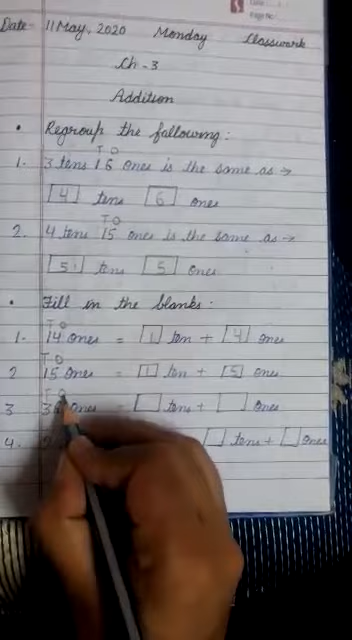 Date- 11 May, 2020 Monday Classwork
Ch-3
Addition
• Regroup the following:
T O
1. 3 tens 16 ones is the same as →
4 tens 6 ones
T O
2. 4 tens 15 ones is the same as →
5 tens 5 ones
• Fill in the blanks.
T O
1. 14 ones = 1 ten + 4 ones
T O
2 15 ones = 1 ten + 5 ones
3 ones = tens + ones
4. tens + ones